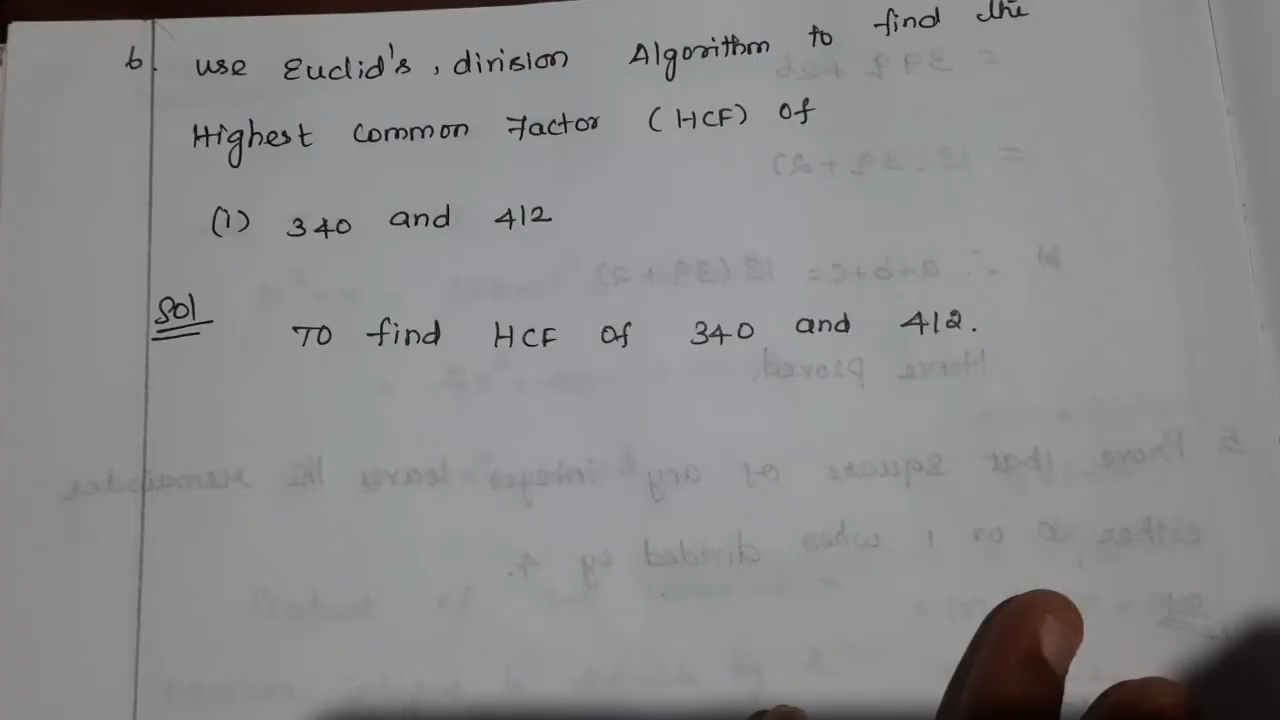 6. use Euclid's, division Algorithm to find the
Highest Common Factor (HCF) of
(1) 340 and 412
Sol
To find HCF of 340 and 412.